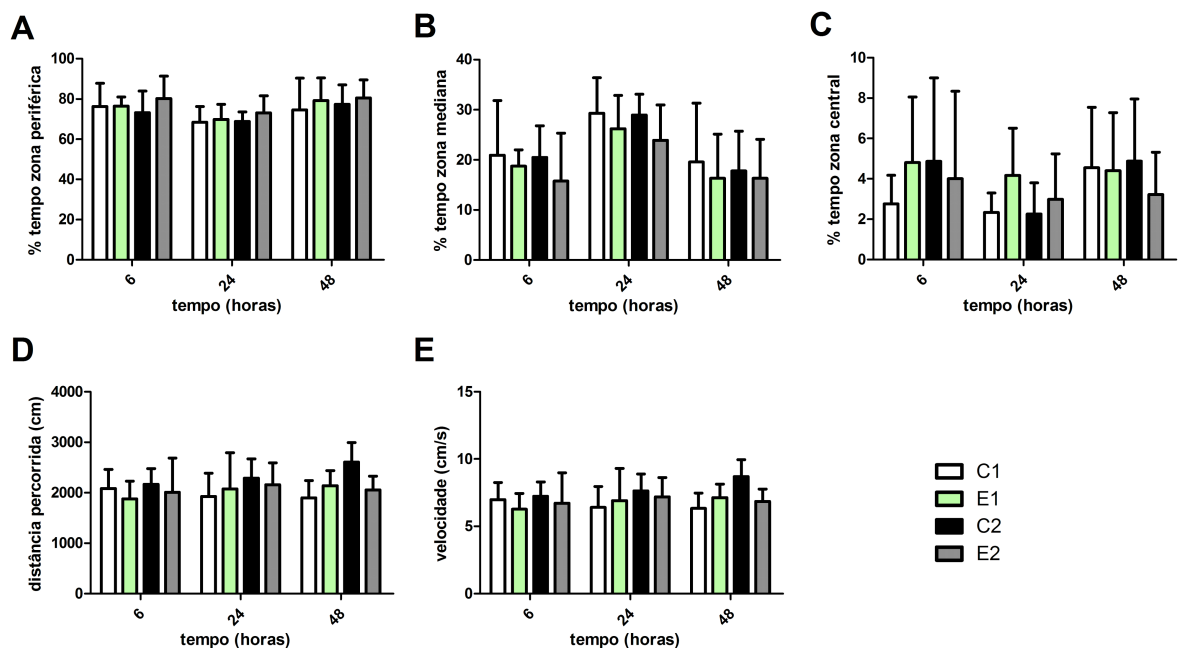 A
% tempo zona periférica
100
80
60
40
20
0
6
24
48
tempo (horas)
B
% tempo zona mediana
40
30
20
10
0
6
24
48
tempo (horas)
C
% tempo zona central
10
8
6
4
2
0
6
24
48
tempo (horas)
D
distância percorrida (cm)
4000
3000
2000
1000
0
6
24
48
tempo (horas)
E
velocidade (cm/s)
15
10
5
0
6
24
48
tempo (horas)
C1
E1
C2
E2